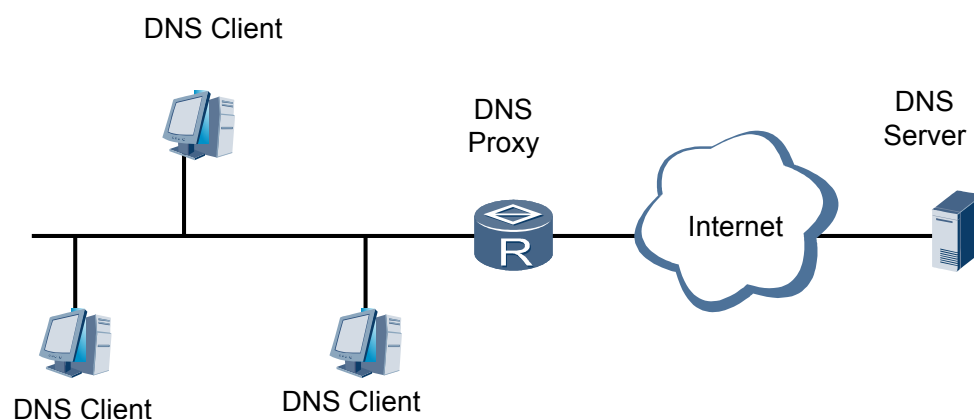 DNS Client
DNS
Proxy
DNS
Server
R
Internet
DNS Client
DNS Client